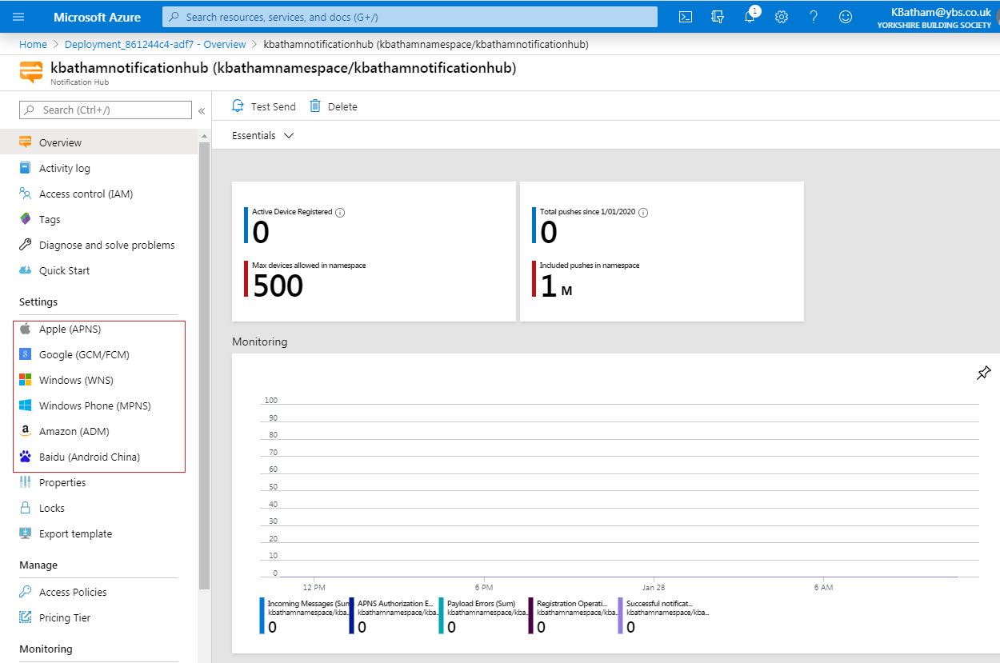 Microsoft Azure
Search resources, services, and docs (G+/)
1
KBatham@ybs.co.uk
YORKSHIRE BUILDING SOCIETY
Home > Deployment_861244c4-adf7 - Overview > kbathamnotificationhub (kbathamnamespace/kbathamnotificationhub)
kbathamnotificationhub (kbathamnamespace/kbathamnotificationhub)
Notification Hub
Search (Ctrl+/)
«
Overview
Activity log
Access control (IAM)
Tags
Diagnose and solve problems
Quick Start
Settings
Apple (APNS)
Google (GCM/FCM)
Windows (WNS)
Windows Phone (MPNS)
Amazon (ADM)
Baidu (Android China)
Properties
Locks
Export template
Manage
Access Policies
Pricing Tier
Monitoring
Test Send
Delete
Essentials
Active Device Registered
0
Max devices allowed in namespace
500
Total pushes since 1/01/2020
0
Included pushes in namespace
1 M
Monitoring
100
90
80
70
60
50
40
30
20
10
0
12 PM
6 PM
Jan 28
6 AM
Incoming Messages (Sum
kbathamnamespace/kba...
0
APNS Authorization E...
kbathamnamespace/kba...
0
Payload Errors (Sum)
kbathamnamespace/kba...
0
Registration Operati...
kbathamnamespace/kba...
0
Successful notificat...
kbathamnamespace/kba...
0